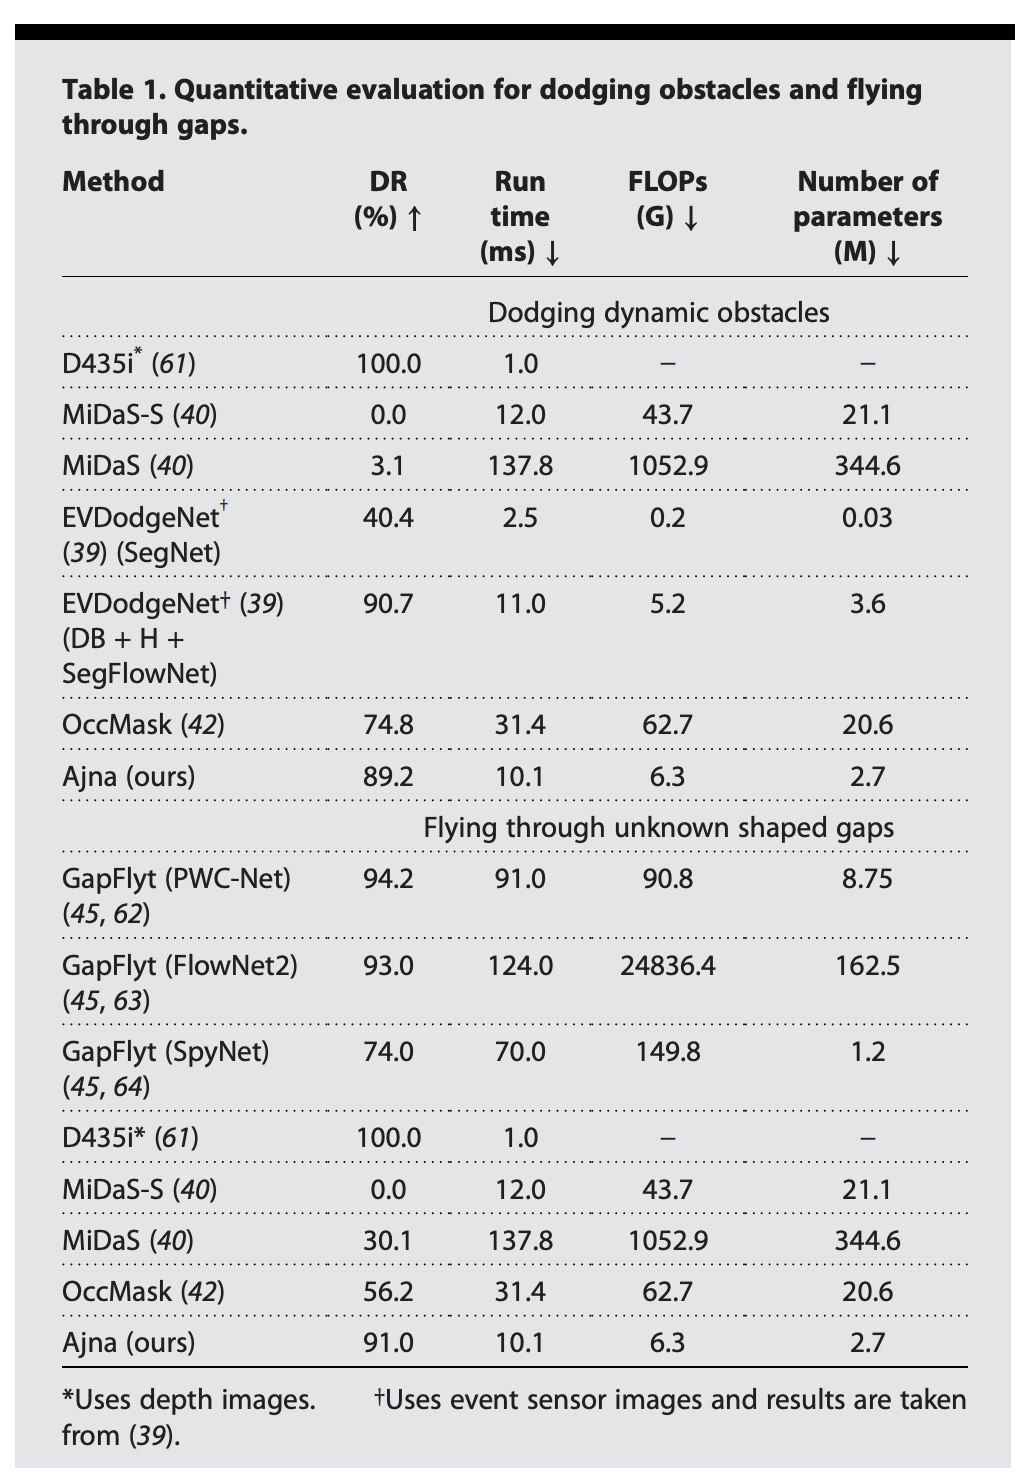 Table 1. Quantitative evaluation for dodging obstacles and flying
through gaps.
Method DR (%) ↑ Run time (ms) ↓ FLOPs (G) ↓ Number of parameters (M) ↓
Dodging dynamic obstacles
D435i* (61) 100.0 1.0 – –
MiDaS-S (40) 0.0 12.0 43.7 21.1
MiDaS (40) 3.1 137.8 1052.9 344.6
EVDodgeNet† 40.4 2.5 0.2 0.03
(39) (SegNet)
EVDodgeNet† (39) 90.7 11.0 5.2 3.6
(DB + H +
SegFlowNet)
OccMask (42) 74.8 31.4 62.7 20.6
Ajna (ours) 89.2 10.1 6.3 2.7
Flying through unknown shaped gaps
GapFlyt (PWC-Net) 94.2 91.0 90.8 8.75
(45, 62)
GapFlyt (FlowNet2) 93.0 124.0 24836.4 162.5
(45, 63)
GapFlyt (SpyNet) 74.0 70.0 149.8 1.2
(45, 64)
D435i* (61) 100.0 1.0 – –
MiDaS-S (40) 0.0 12.0 43.7 21.1
MiDaS (40) 30.1 137.8 1052.9 344.6
OccMask (42) 56.2 31.4 62.7 20.6
Ajna (ours) 91.0 10.1 6.3 2.7
*Uses depth images. †Uses event sensor images and results are taken
from (39).